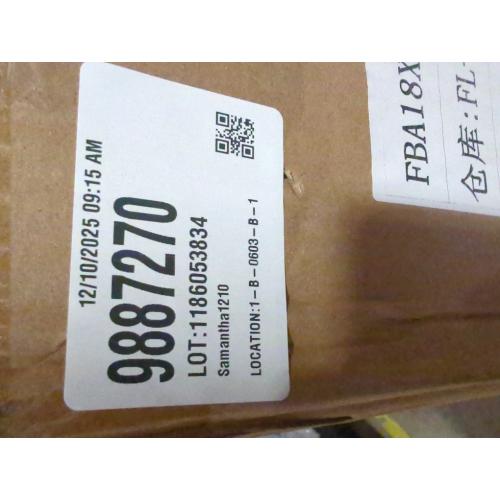 12/10/2025 09:15 AM
9887270
LOT:1186053834
Samantha1210
LOCATION:1-B-0603-B-1
FBA18X
仓库:FL-